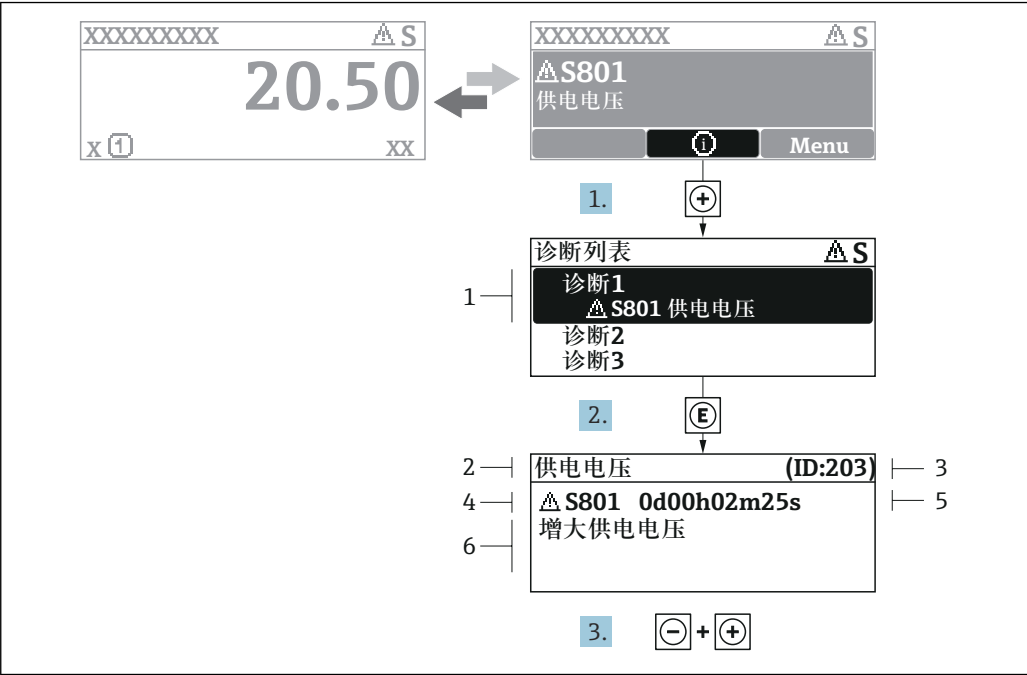 XXXXXXXXX ⚠ S
20.50
x ① xx
XXXXXXXXX ⚠ S
⚠S801
供电电压
ⓘ Menu
1. +
诊断列表 ⚠ S
1
诊断1
⚠ S801 供电电压
诊断2
诊断3
2. E
2 供电电压 (ID:203) 3
4 ⚠ S801 0d00h02m25s 5
6 增大供电电压
3. - + +